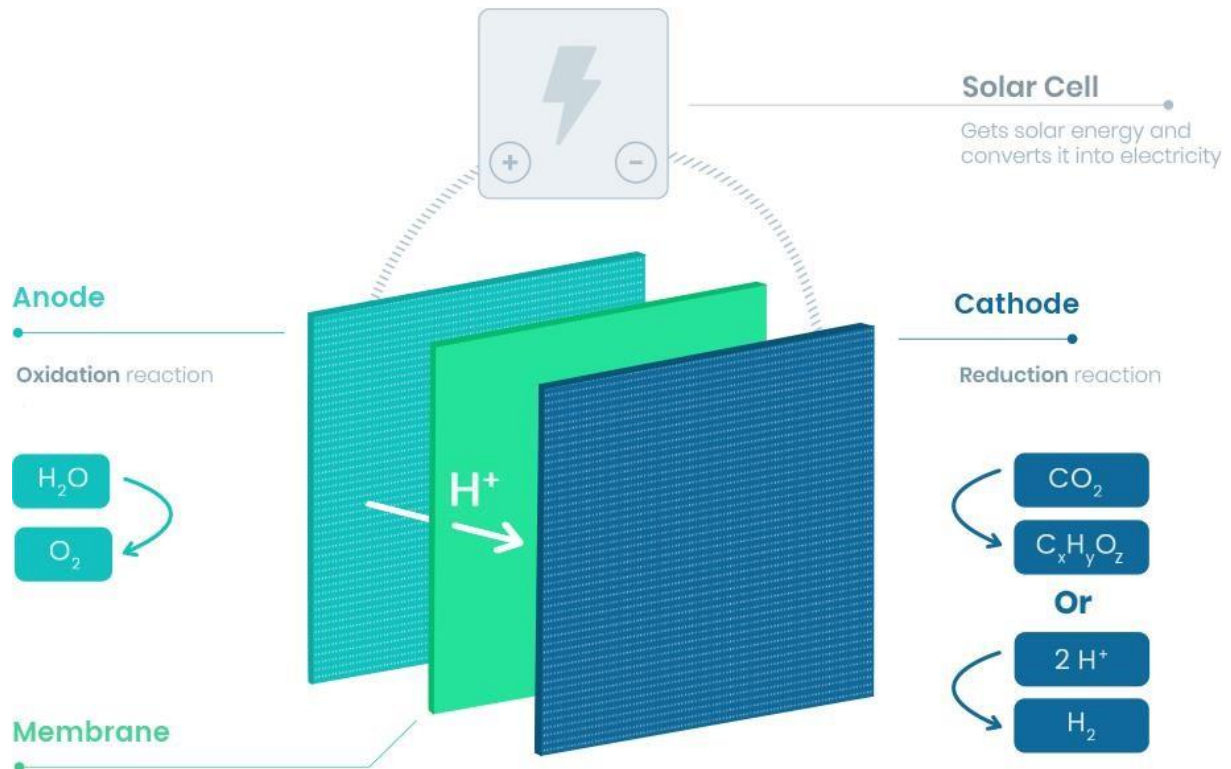 +
−
Solar Cell
Gets solar energy and
converts it into electricity
Anode
Oxidation reaction
H₂O
O₂
H⁺
Cathode
Reduction reaction
CO₂
CₓHᵧO_z
Or
2 H⁺
H₂
Membrane